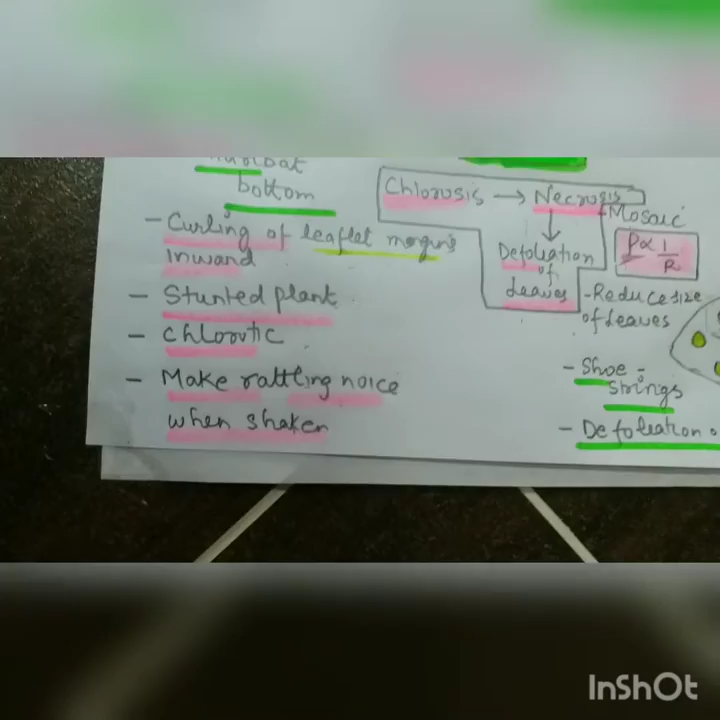 bottom
- Curling of leaflet margins
inward
- Stunted plant
- Chlorotic
- Make rattling noice
when shaken
Chlorosis → Necrosis
Mosaic
↓
Defoliation
of
Leaves
P ∝ 1/R
- Reduce size
of leaves
- Shoe -
strings
- Defoliation
InShOt